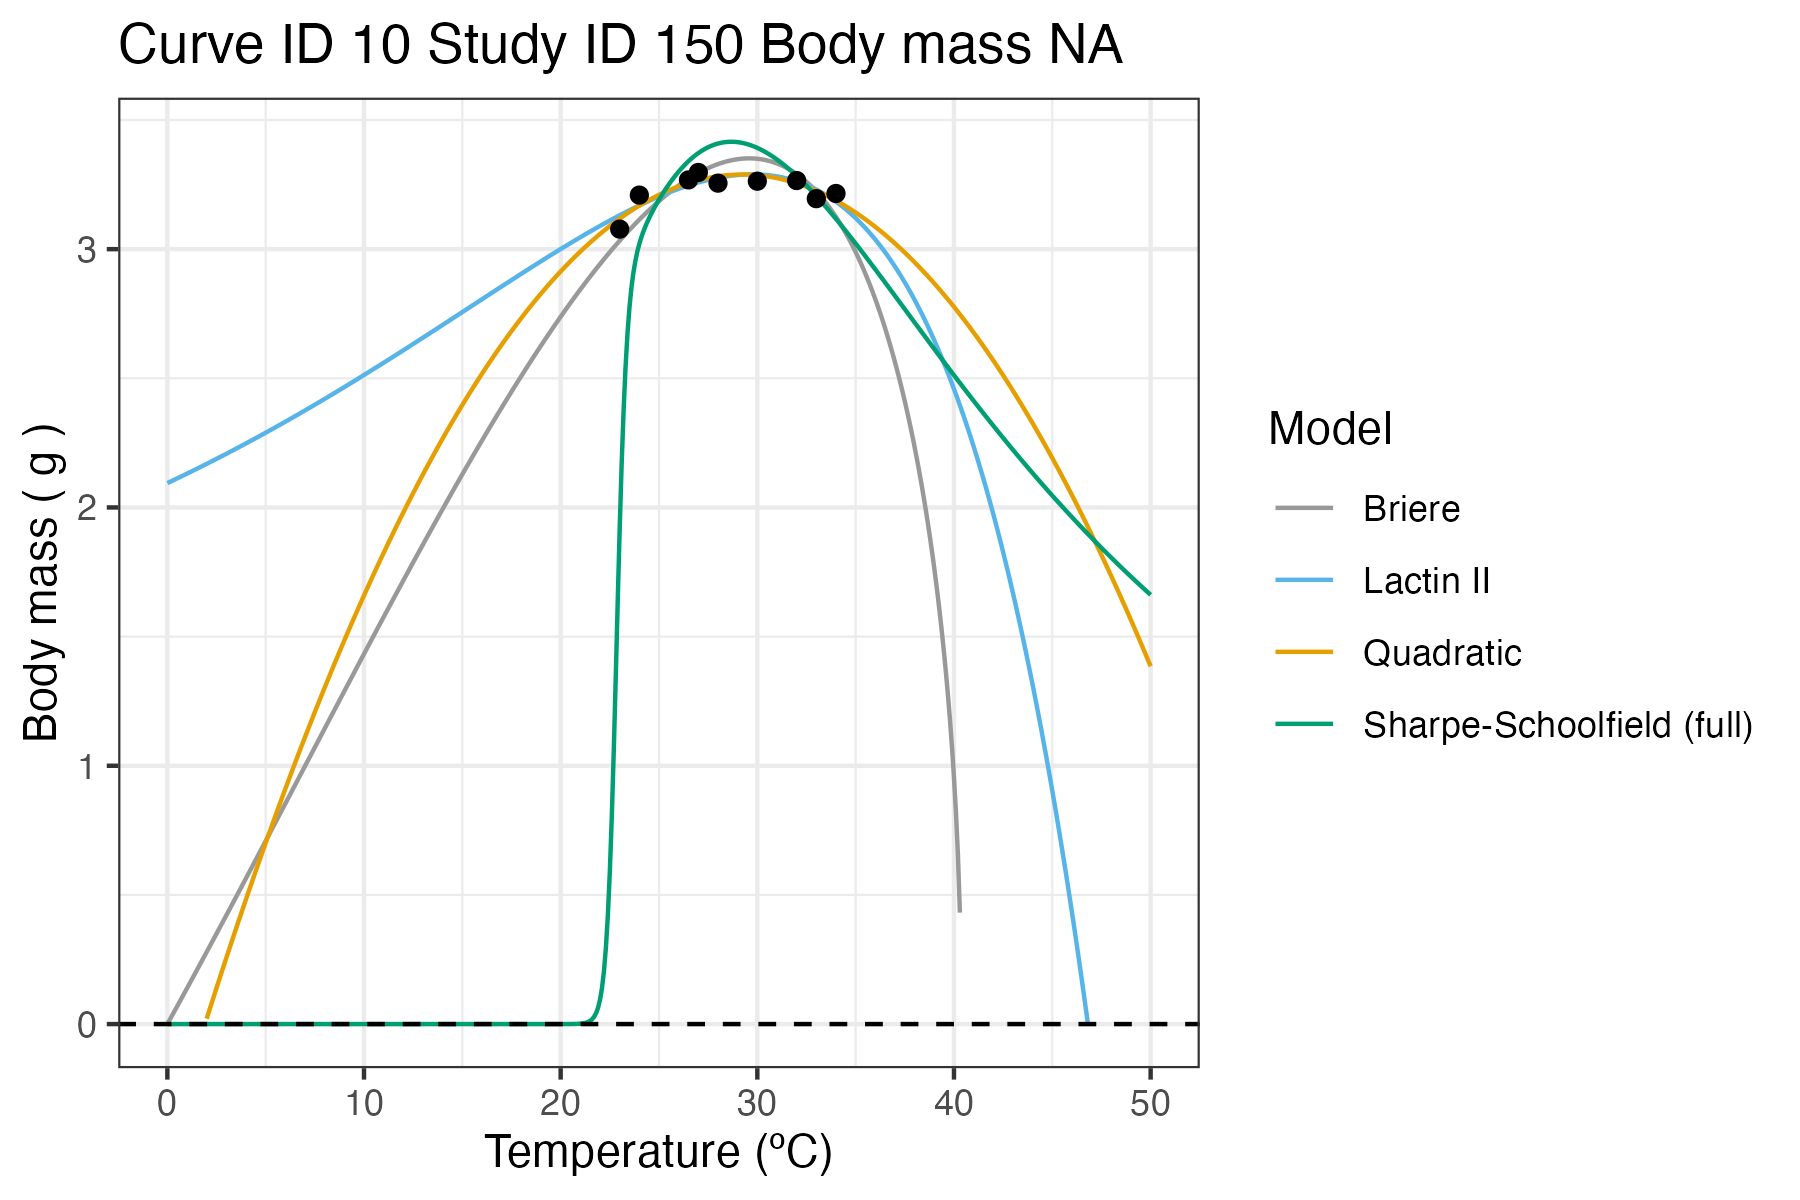 Curve ID 10 Study ID 150 Body mass NA
Body mass ( g )
3
2
1
0
0 10 20 30 40 50
Temperature (ºC)
Model
Briere
Lactin II
Quadratic
Sharpe-Schoolfield (full)